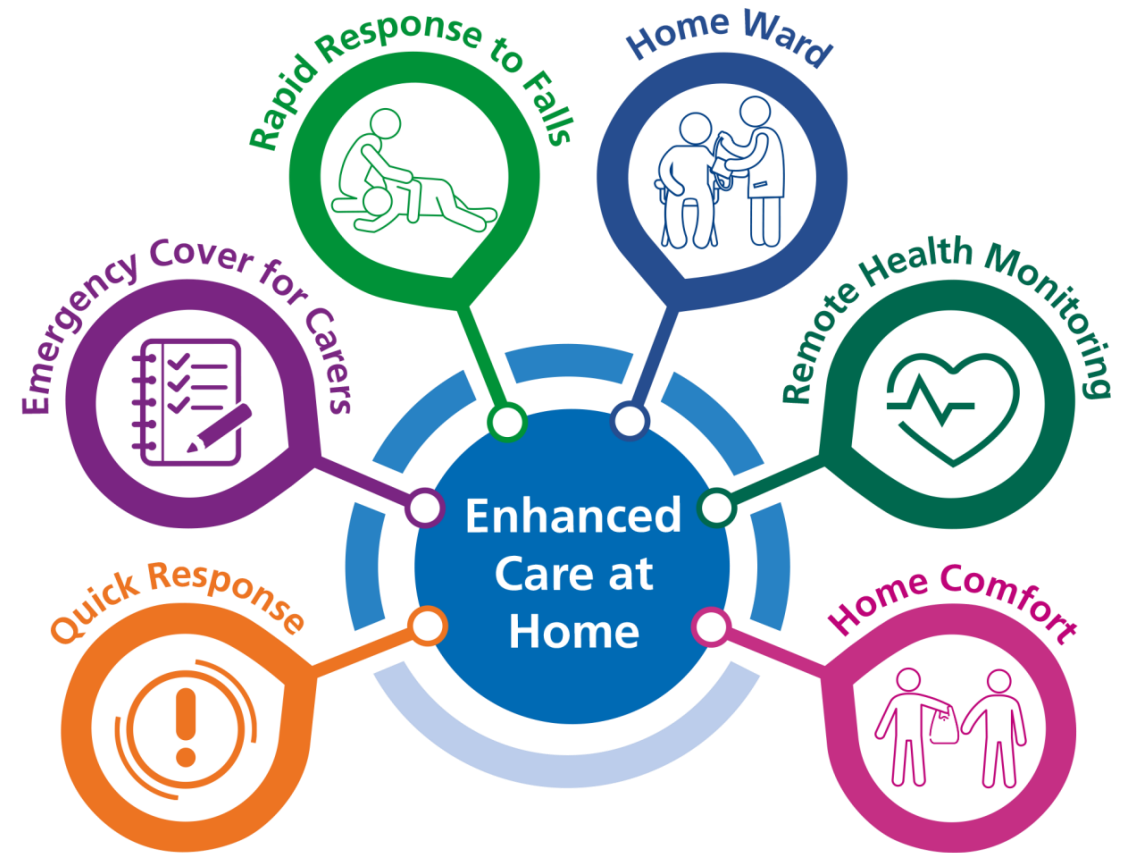 Rapid Response to Falls
Home Ward
Emergency Cover for Carers
Remote Health Monitoring
Enhanced
Care at
Home
Quick Response
Home Comfort